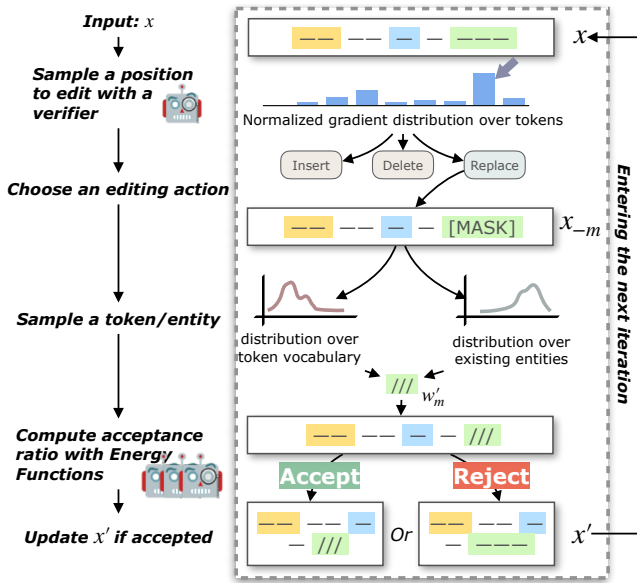 Input: x
Sample a position
to edit with a
verifier
Choose an editing action
Sample a token/entity
Compute acceptance
ratio with Energy
Functions
Update x′ if accepted
— — — — — — — — — x
Normalized gradient distribution over tokens
Insert Delete Replace
— — — — — — [MASK] x₋ₘ
distribution over
token vocabulary
distribution over
existing entities
/// w′ₘ
— — — — — — ///
Accept Reject
— — — — —
— ///
Or
— — — — —
— — — —
x′
Entering the next iteration